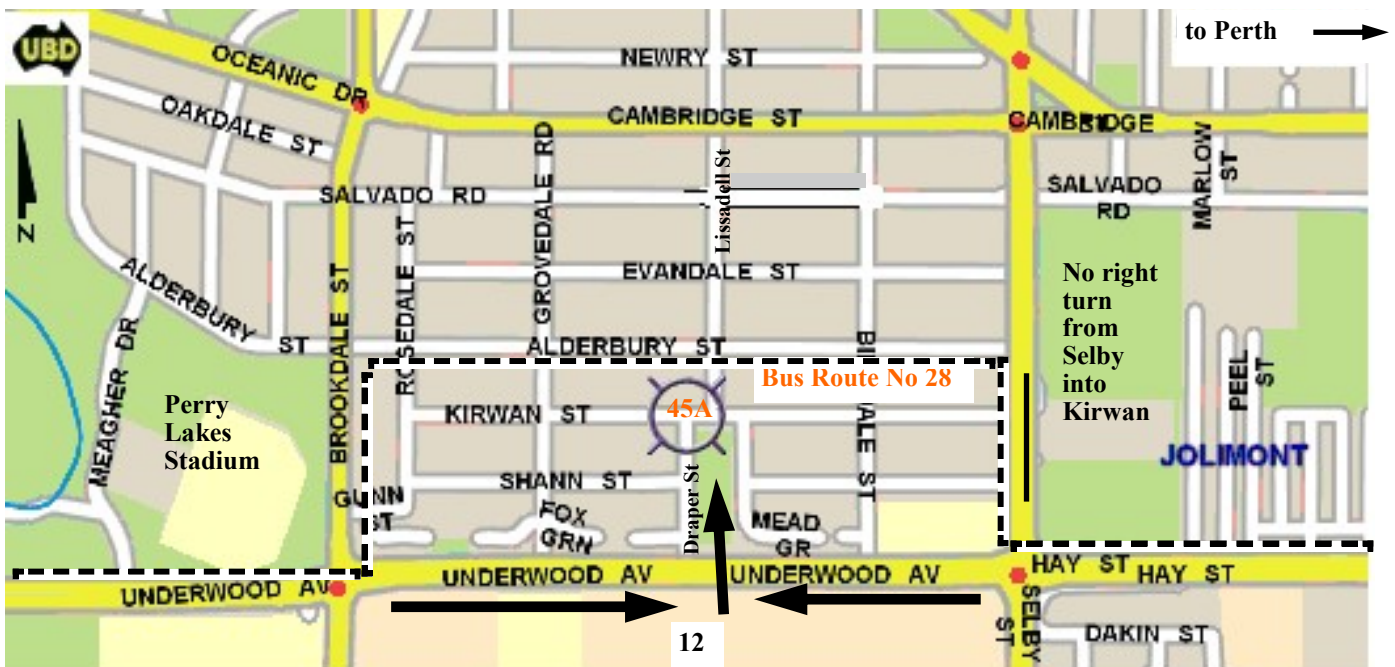 UBD
to Perth
OCEANIC DR
NEWRY ST
OAKDALE ST
CAMBRIDGE ST
CAMBRIDGE
N
SALVADO RD
GROVEDALE RD
Lissadell St
SALVADO
RD
MARLOW
ST
ROSEDALE ST
EVANDALE ST
ALDERBURY ST
MEAGHER DR
BROOKDALE ST
ALDERBURY ST
No right
turn
from
Selby
into
Kirwan
Bus Route No 28
Perry
Lakes
Stadium
KIRWAN ST
45A
PEEL
ST
JOLIMONT
GUNN
ST
SHANN ST
Draper St
FOX
GRN
MEAD
GR
UNDERWOOD AV
UNDERWOOD AV
UNDERWOOD AV
HAY ST
HAY ST
SELBY
ST
DAKIN ST
12